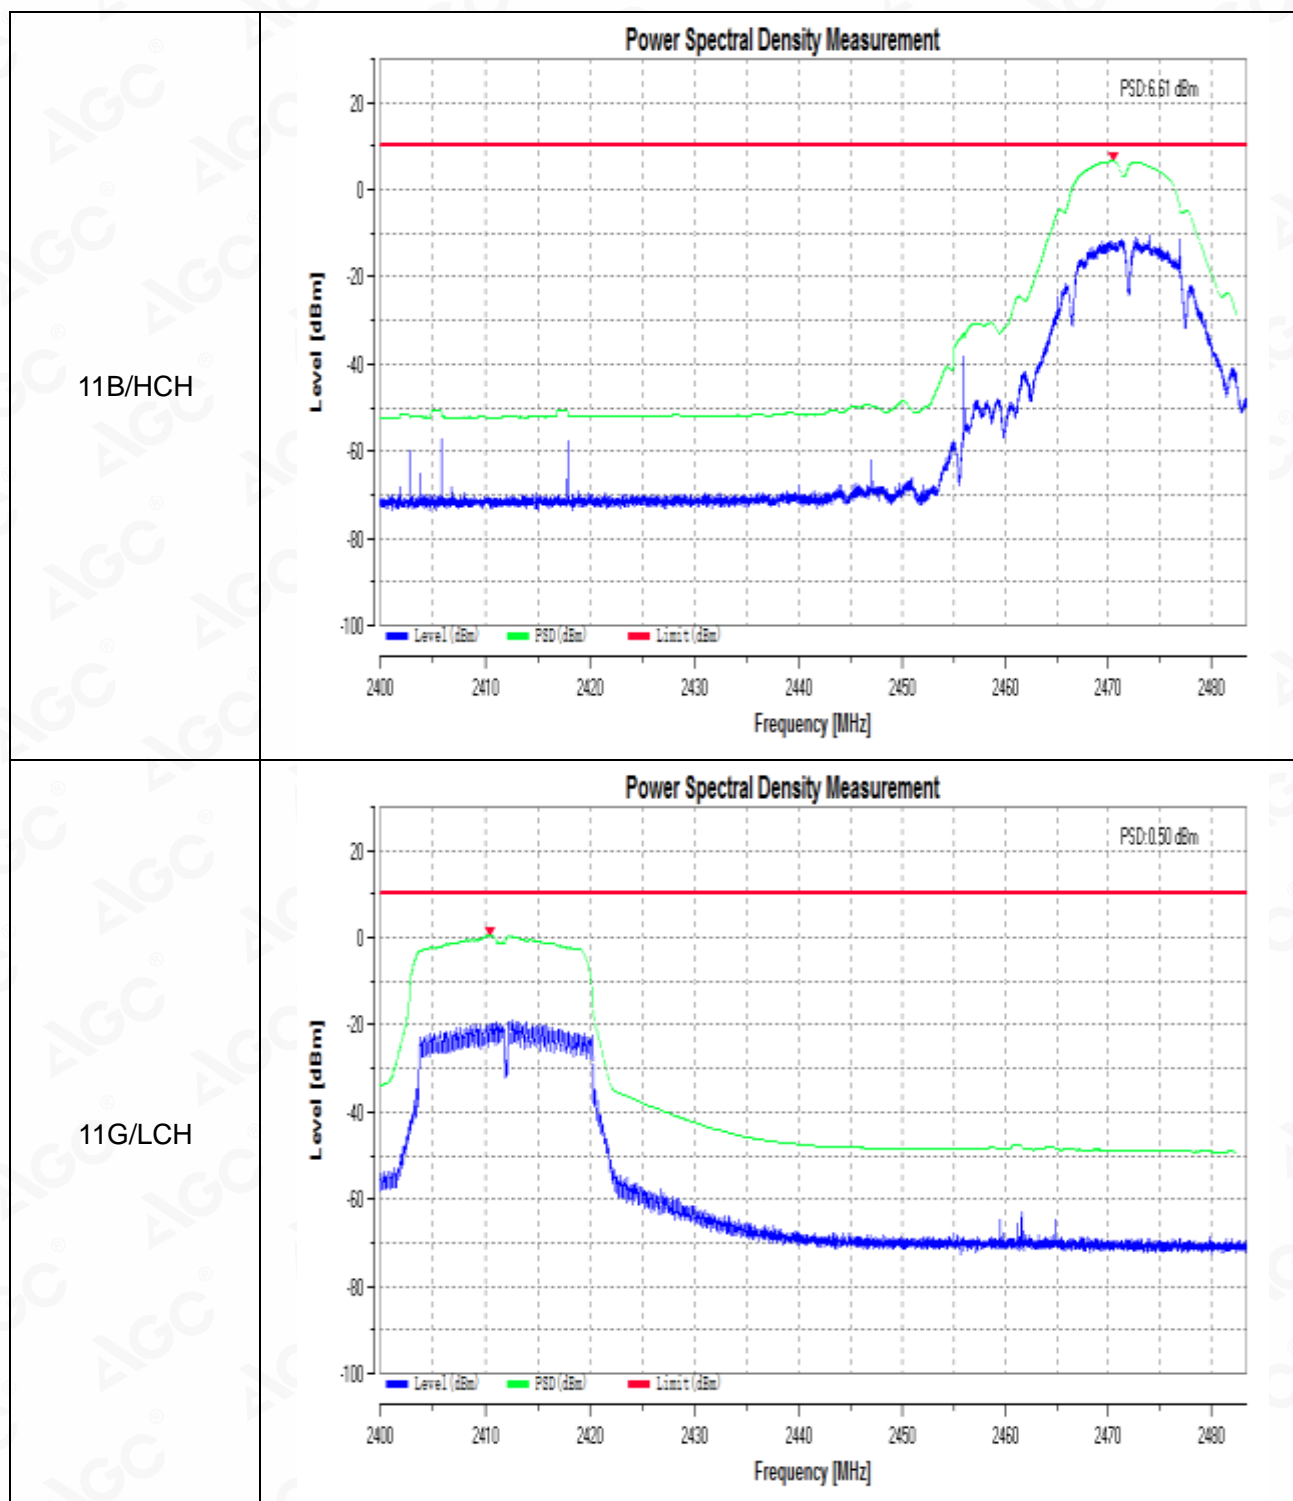 11B/HCH
Power Spectral Density Measurement
PSD:6.61 dBm
Level [dBm]
20
0
-20
-40
-60
-80
-100
Level(dBm) PSD(dBm) Limit(dBm)
2400 2410 2420 2430 2440 2450 2460 2470 2480
Frequency [MHz]
11G/LCH
Power Spectral Density Measurement
PSD:0.50 dBm
Level [dBm]
20
0
-20
-40
-60
-80
-100
Level(dBm) PSD(dBm) Limit(dBm)
2400 2410 2420 2430 2440 2450 2460 2470 2480
Frequency [MHz]
AGC